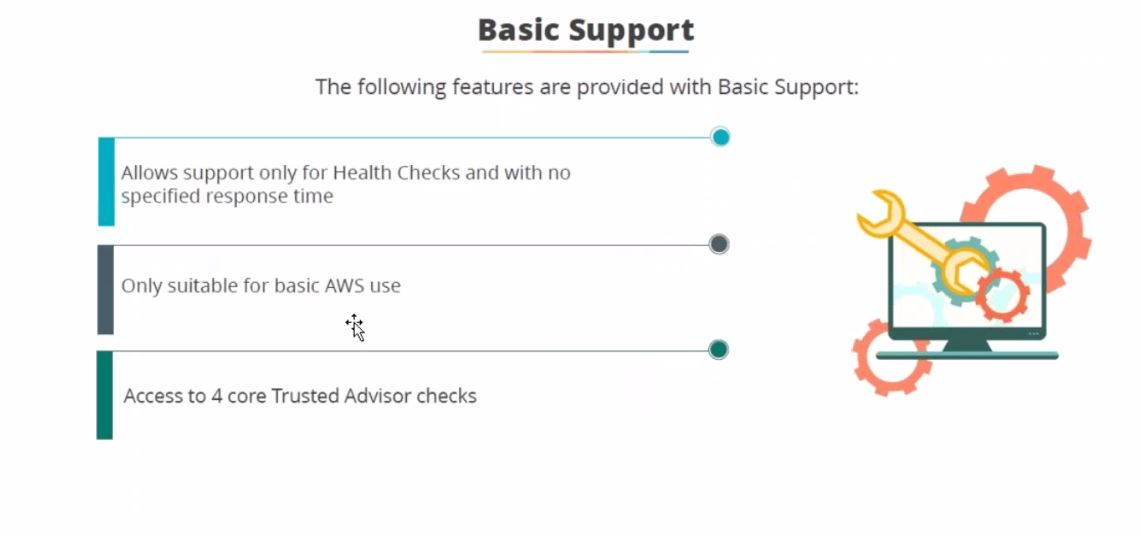 Basic Support
The following features are provided with Basic Support:
Allows support only for Health Checks and with no
specified response time
Only suitable for basic AWS use
Access to 4 core Trusted Advisor checks